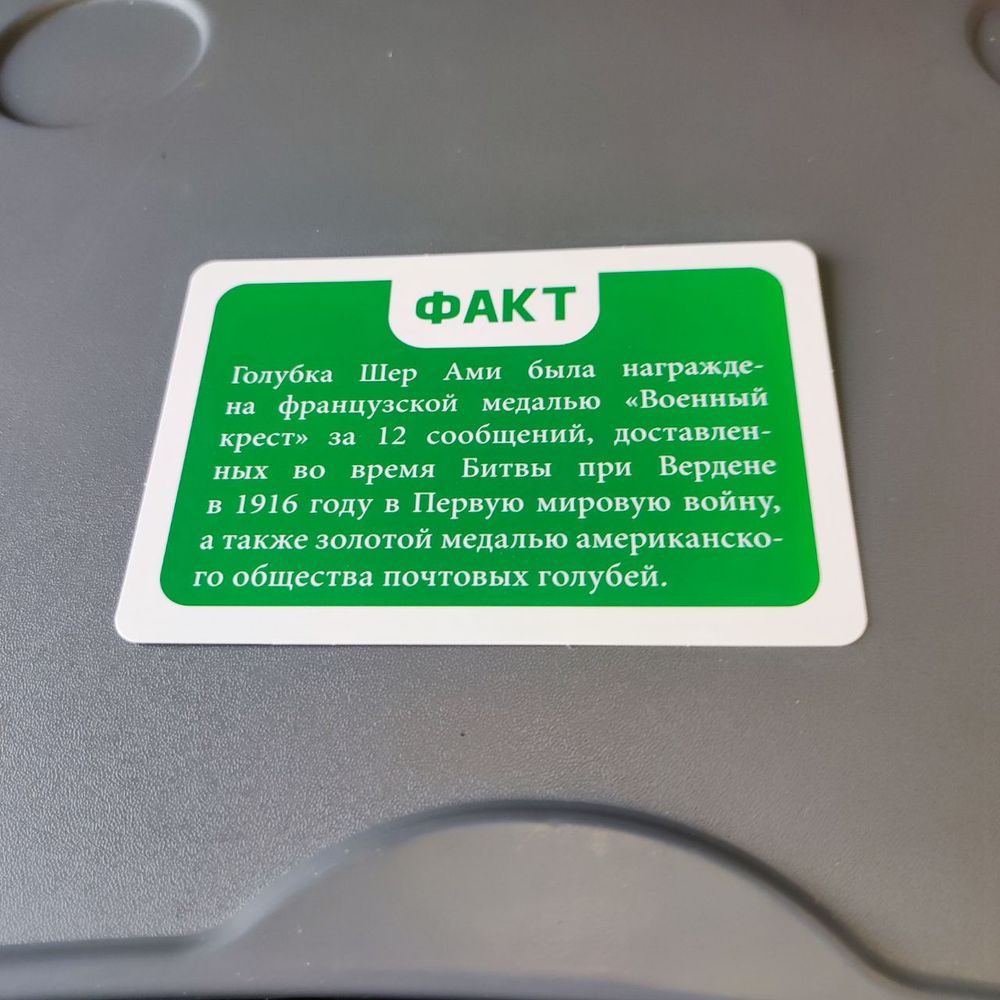 ФАКТ
Голубка Шер Ами была награжде-
на французской медалью «Военный
крест» за 12 сообщений, доставлен-
ных во время Битвы при Вердене
в 1916 году в Первую мировую войну,
а также золотой медалью американско-
го общества почтовых голубей.